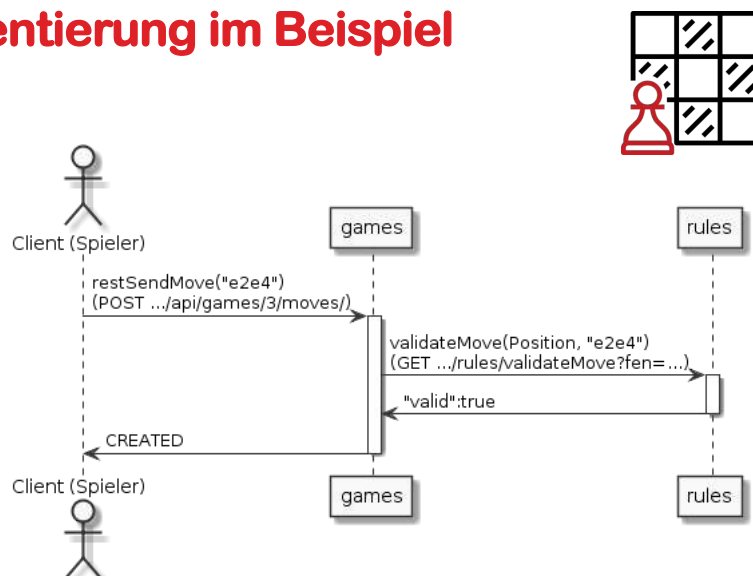 entierung im Beispiel
Client (Spieler)
games
rules
restSendMove("e2e4")
(POST .../api/games/3/moves/)
validateMove(Position, "e2e4")
(GET .../rules/validateMove?fen=...)
"valid":true
CREATED
Client (Spieler)
games
rules